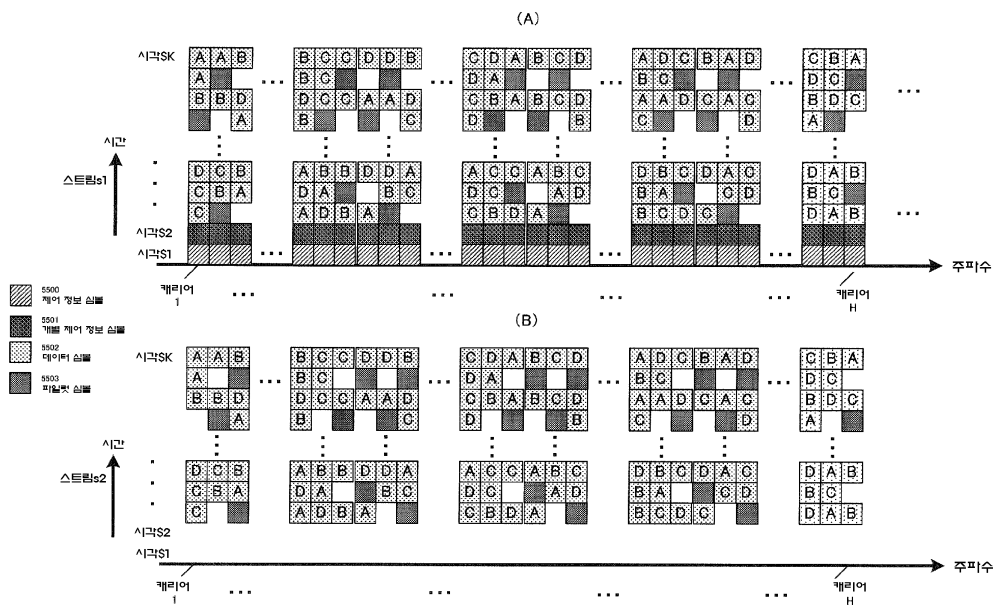 (A)
시각$K
A A B ... B C C D D B ... C D A B C D ... A D C B A D ... C B A
A B C D A B C D C ...
B B D D C C A A D C B A B C D A A D C A C B D C
A B C D B C D A
시간
스트림s1
D C B A B B D D A A C C A B C D B C D A C D A B
C B A D A B C D C A D B A C D B C
C A D B A C B D A B C D C D A B ...
시각$2
시각$1 ... ... ... ...
주파수
캐리어
1
... ... ... ...
캐리어
H
5500
제어 정보 심볼
5501
개별 제어 정보 심볼
5502
데이터 심볼
5503
파일럿 심볼
(B)
시각$K
A A B ... B C C D D B ... C D A B C D ... A D C B A D ... C B A
A B C D A B C D C
B B D D C C A A D C B A B C D A A D C A C B D C
A B C D B C D A
시간
스트림s2
D C B A B B D D A A C C A B C D B C D A C D A B
C B A D A B C D C A D B A C D B C
C A D B A C B D A B C D C D A B
시각$2
시각$1
주파수
캐리어
1
... ... ... ...
캐리어
H